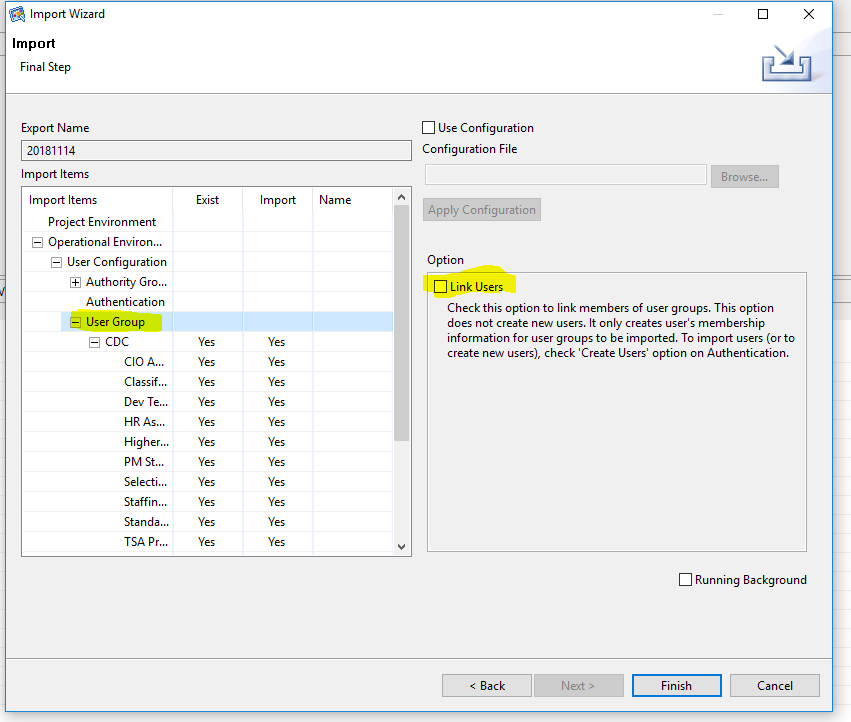 Import Wizard
Import
Final Step
Export Name
20181114
Import Items
Import Items Exist Import Name
Project Environment
Operational Environ...
User Configuration
Authority Gro...
Authentication
User Group
CDC Yes Yes
CIO A... Yes Yes
Classif... Yes Yes
Dev Te... Yes Yes
HR As... Yes Yes
Higher... Yes Yes
PM St... Yes Yes
Selecti... Yes Yes
Staffin... Yes Yes
Standa... Yes Yes
TSA Pr... Yes Yes
Use Configuration
Configuration File
Browse...
Apply Configuration
Option
Link Users
Check this option to link members of user groups. This option
does not create new users. It only creates user's membership
information for user groups to be imported. To import users (or to
create new users), check 'Create Users' option on Authentication.
Running Background
< Back Next > Finish Cancel